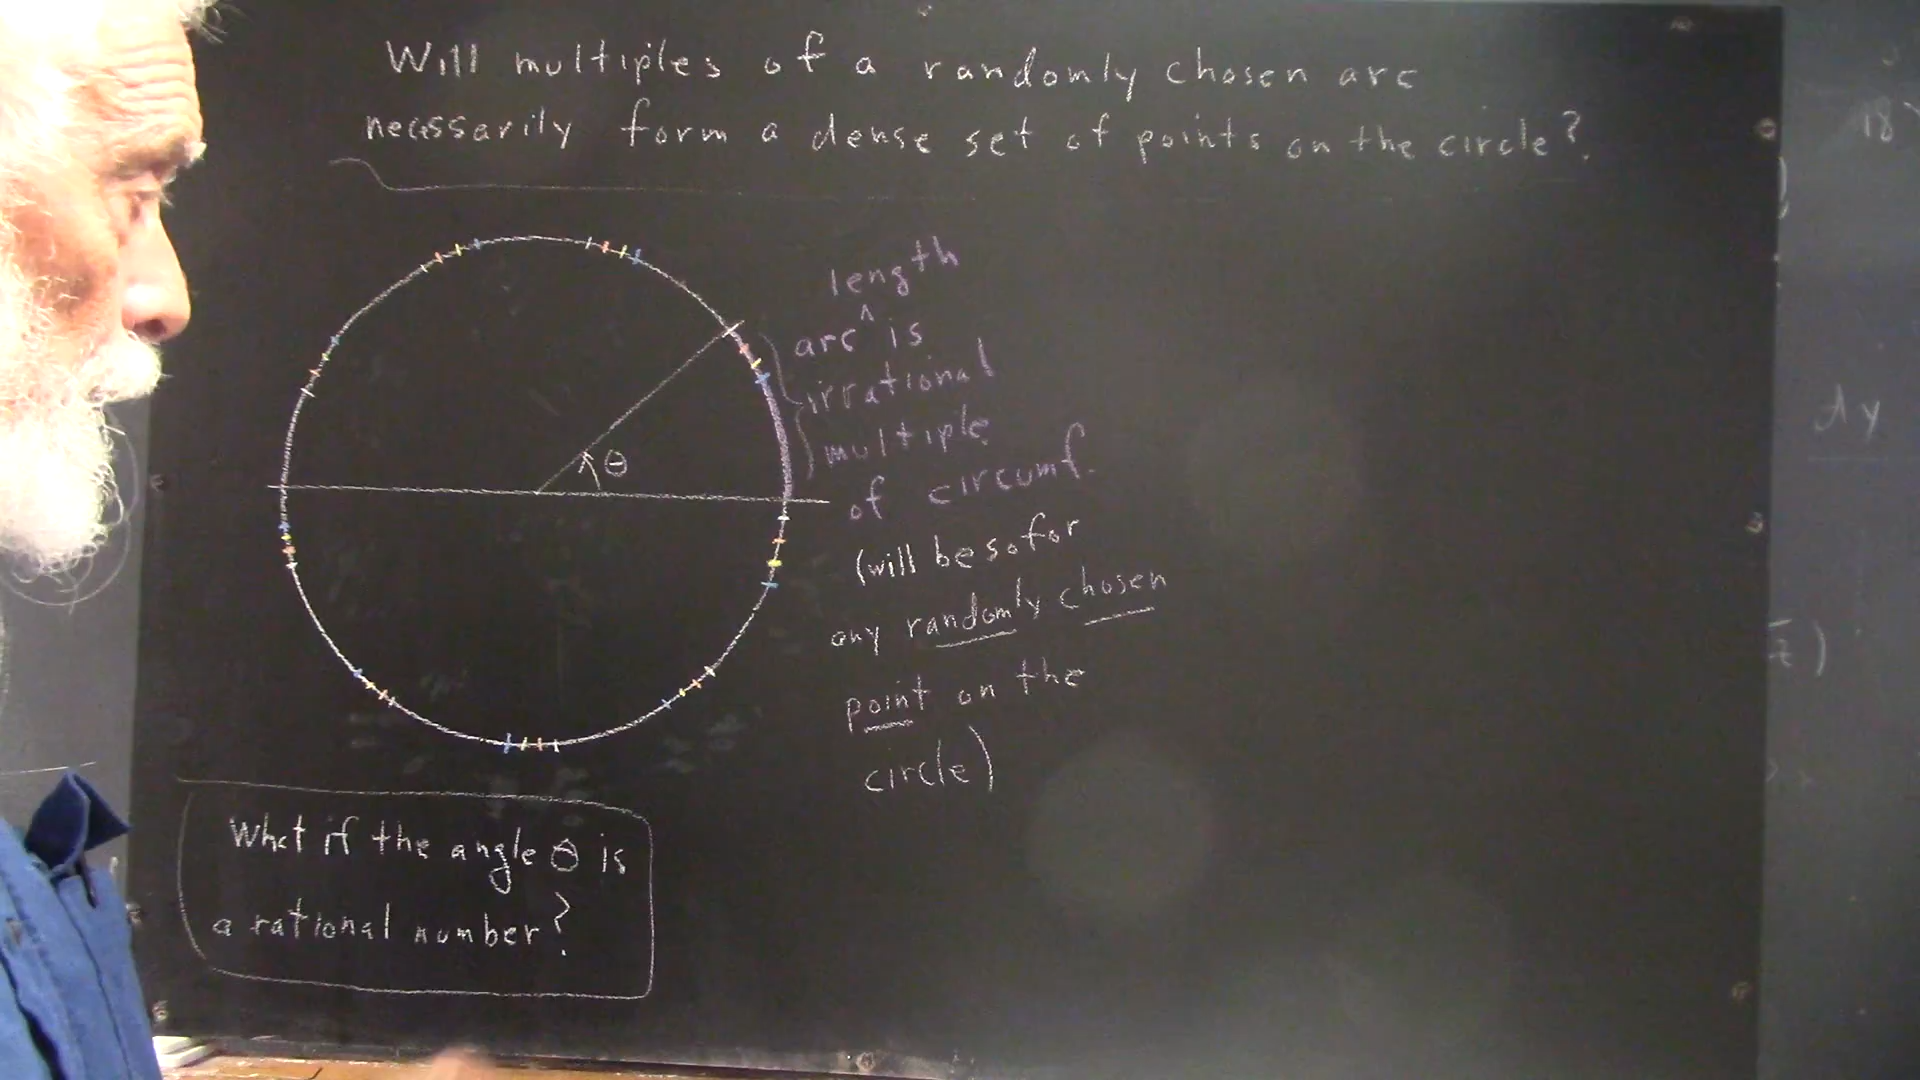 Will multiples of a randomly chosen arc
necessarily form a dense set of points on the circle?
length
^
arc is
irrational
multiple
of circumf.
(will be so for
any randomly chosen
point on the
circle)
θ
What if the angle θ is
a rational number?
18